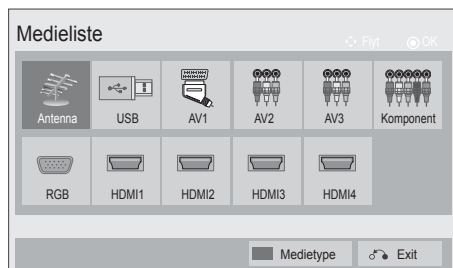 Medieliste
Flyt OK
Antenna USB AV1 AV2 AV3 Komponent
RGB HDMI1 HDMI2 HDMI3 HDMI4
Medietype Exit